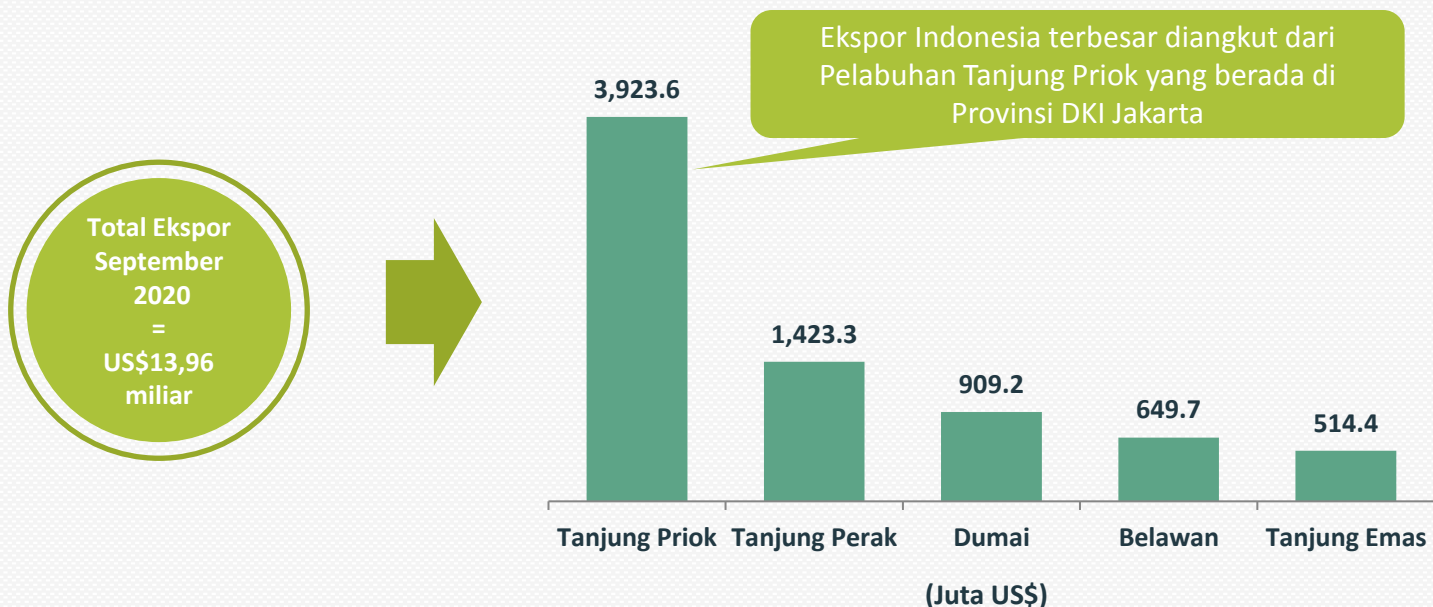 Ekspor Indonesia terbesar diangkut dari
Pelabuhan Tanjung Priok yang berada di
Provinsi DKI Jakarta
Total Ekspor
September
2020
=
US$13,96
miliar
3,923.6
1,423.3
909.2
649.7
514.4
Tanjung Priok
Tanjung Perak
Dumai
Belawan
Tanjung Emas
(Juta US$)